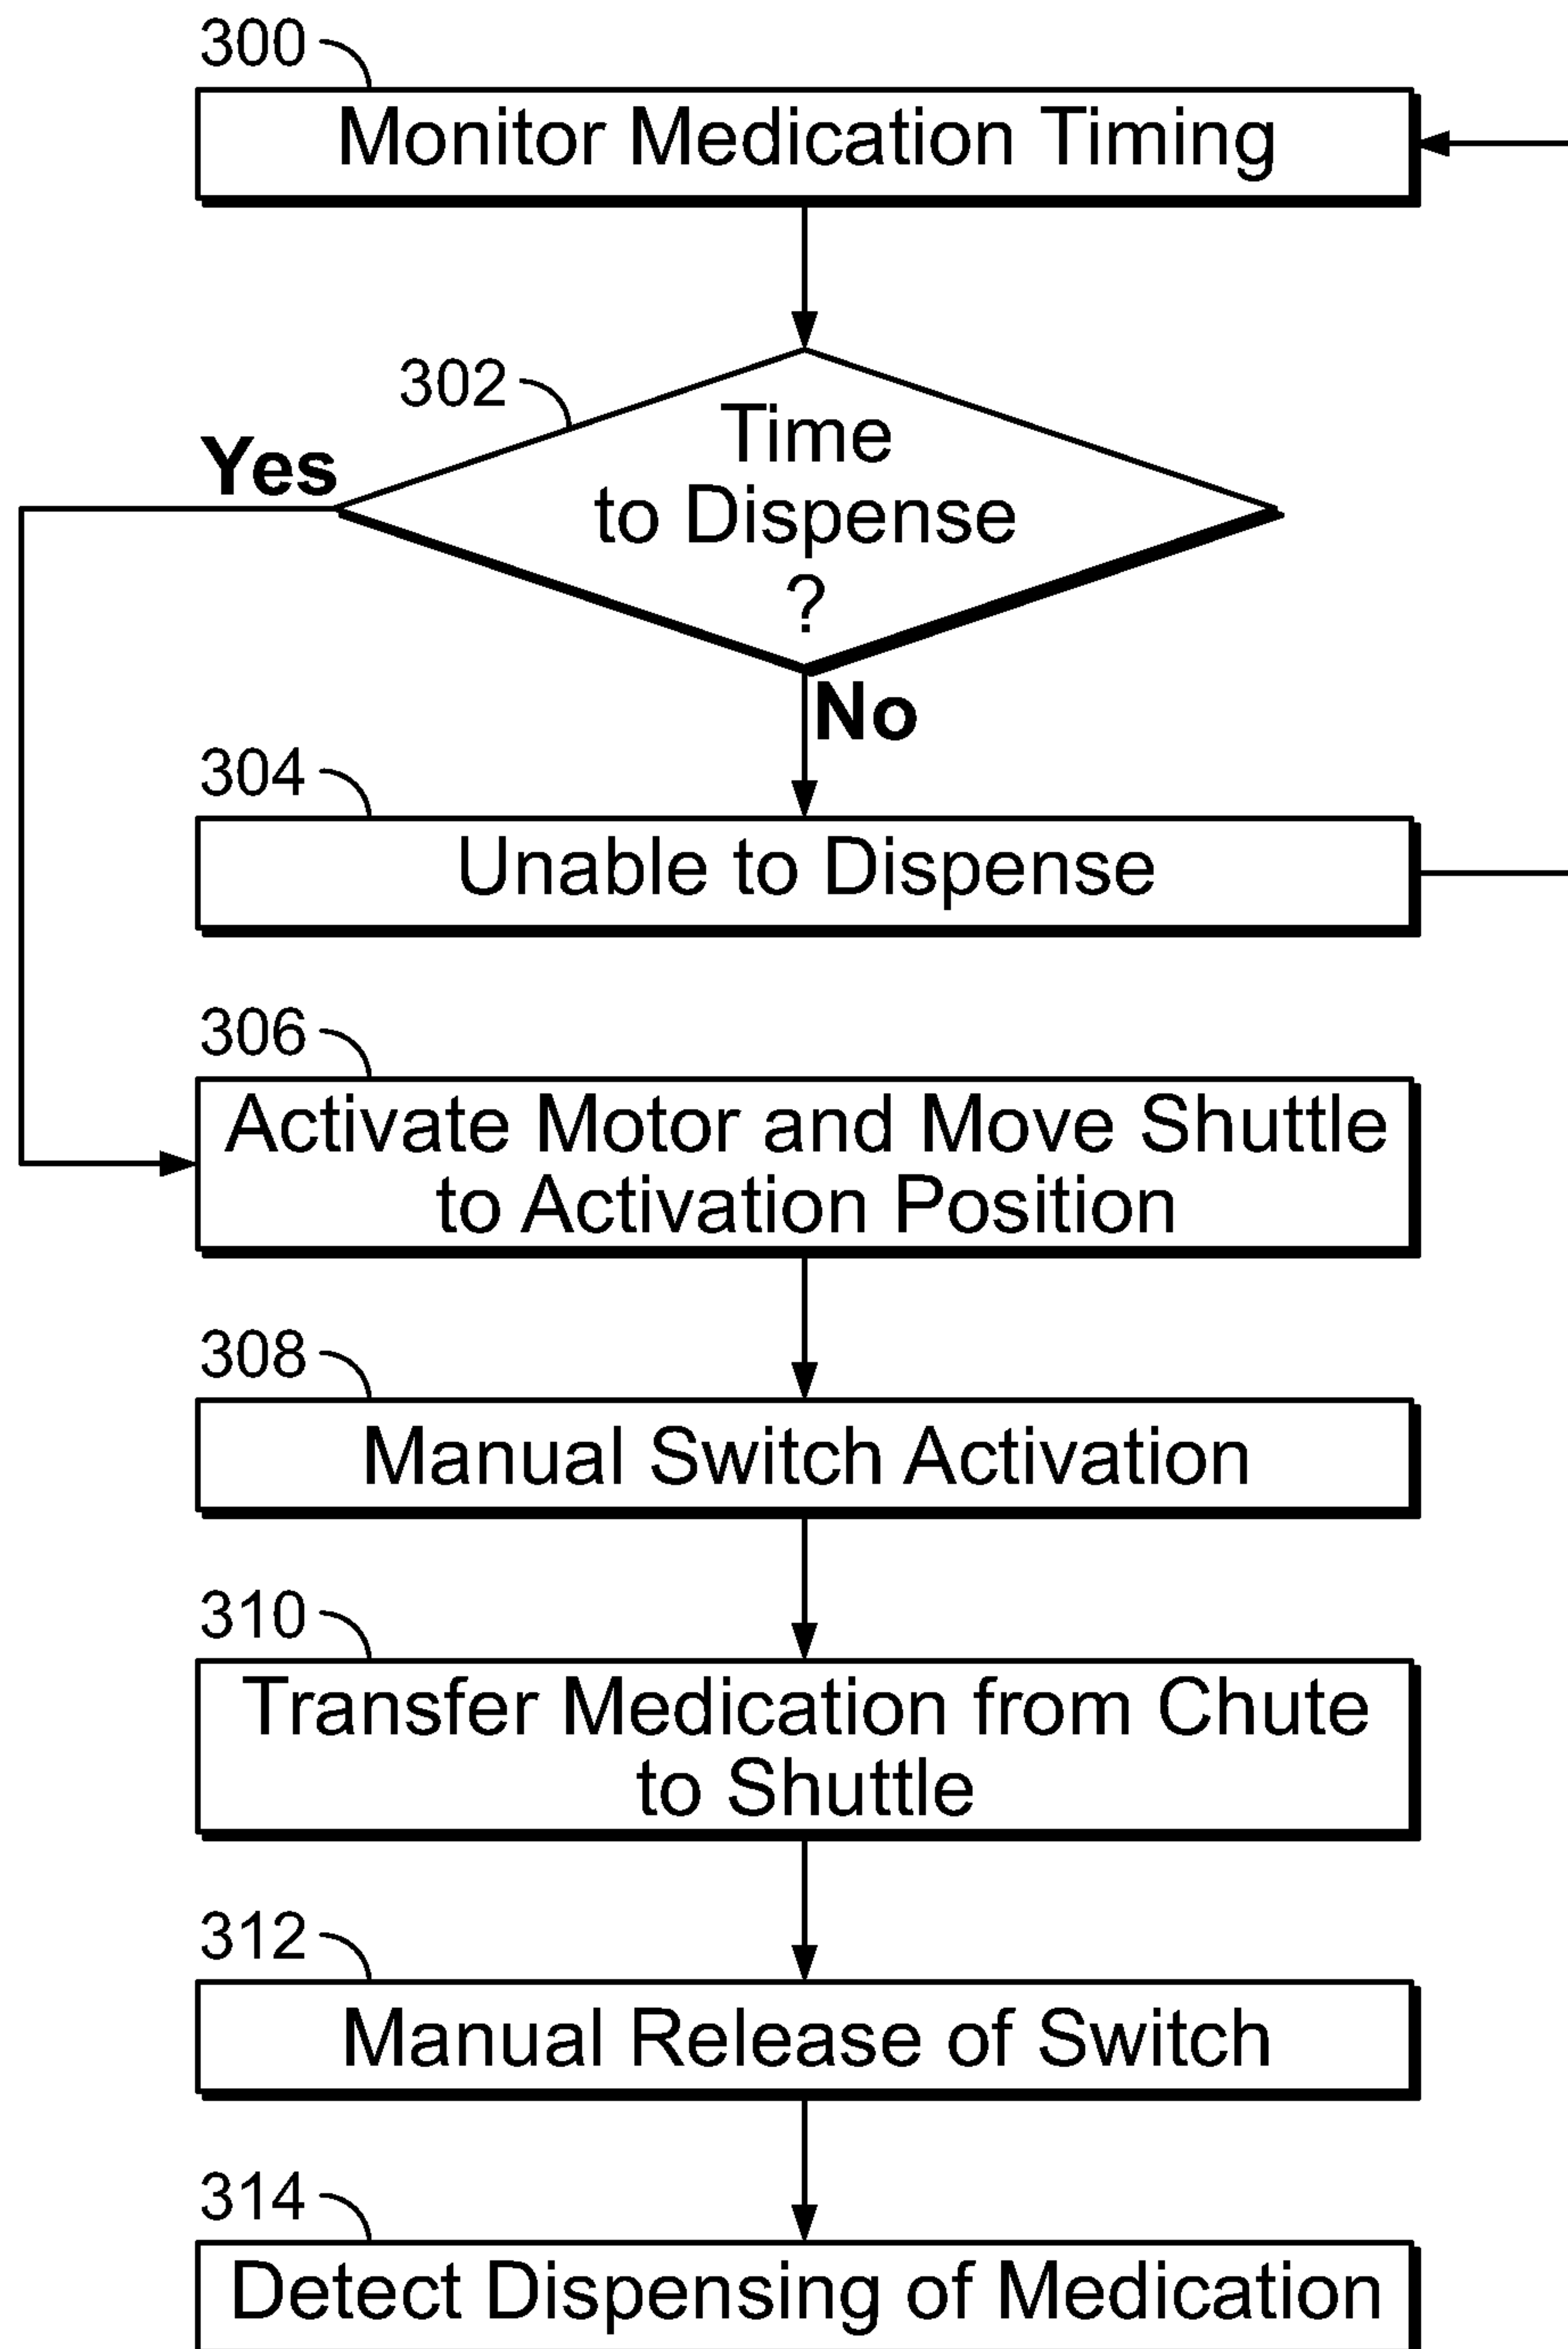 300
Monitor Medication Timing
302
Time
to Dispense
?
Yes
No
304
Unable to Dispense
306
Activate Motor and Move Shuttle
to Activation Position
308
Manual Switch Activation
310
Transfer Medication from Chute
to Shuttle
312
Manual Release of Switch
314
Detect Dispensing of Medication